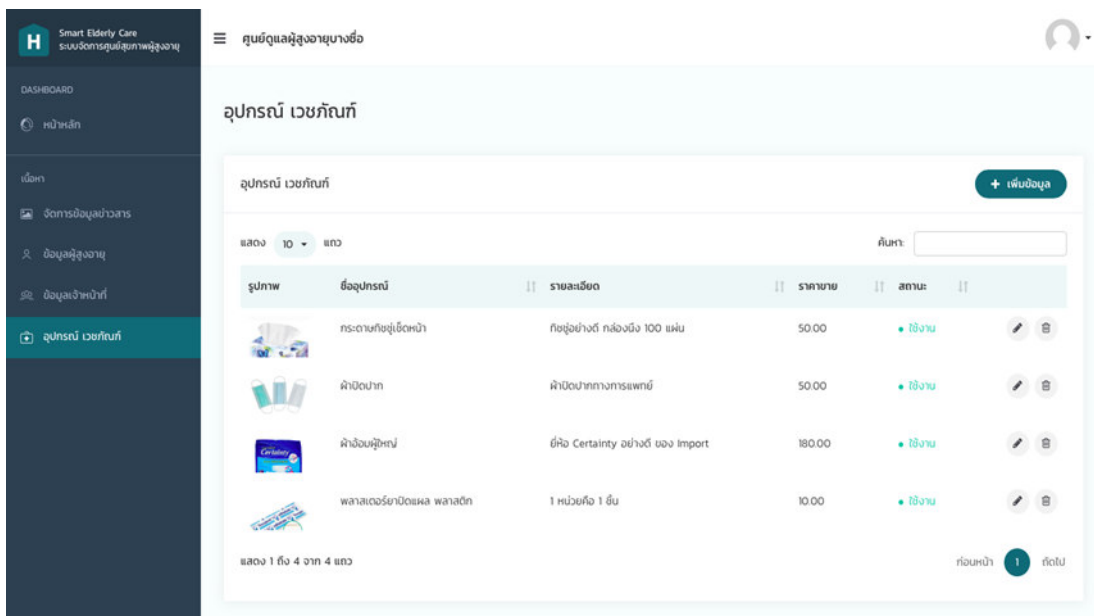 H
Smart Elderly Care
ระบบจัดการศูนย์สุขภาพผู้สูงอายุ
ศูนย์ดูแลผู้สูงอายุบางซื่อ
DASHBOARD
หน้าหลัก
เนื้อหา
จัดการข้อมูลข่าวสาร
ข้อมูลผู้สูงอายุ
ข้อมูลเจ้าหน้าที่
อุปกรณ์ เวชภัณฑ์
อุปกรณ์ เวชภัณฑ์
อุปกรณ์ เวชภัณฑ์
+ เพิ่มข้อมูล
แสดง 10 แถว
ค้นหา:
รูปภาพ ชื่ออุปกรณ์ รายละเอียด ราคาขาย สถานะ
กระดาษทิชชู่เช็ดหน้า ทิชชู่อย่างดี กล่องนึง 100 แผ่น 50.00 ใช้งาน
ผ้าปิดปาก ผ้าปิดปากทางการแพทย์ 50.00 ใช้งาน
Certainty
ผ้าอ้อมผู้ใหญ่ ยี่ห้อ Certainty อย่างดี ของ Import 180.00 ใช้งาน
พลาสเตอร์ยาปิดแผล พลาสติก 1 หน่วยคือ 1 ชิ้น 10.00 ใช้งาน
แสดง 1 ถึง 4 จาก 4 แถว
ก่อนหน้า 1 ถัดไป